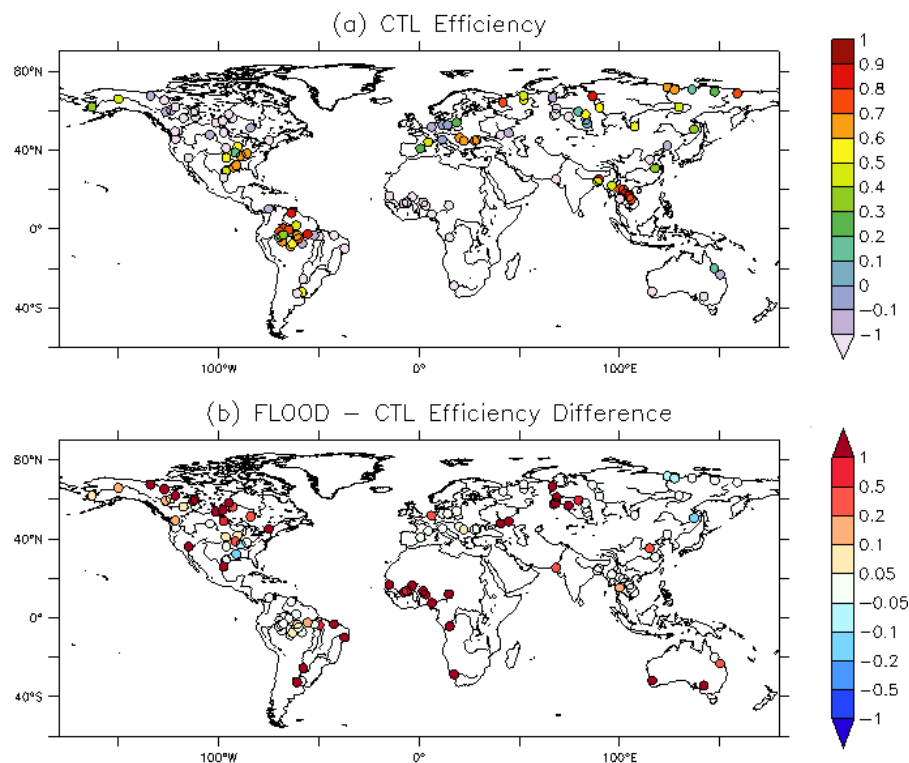 (a) CTL Efficiency
80°N
40°N
0°
40°S
100°W
0°
100°E
1
0.9
0.8
0.7
0.6
0.5
0.4
0.3
0.2
0.1
0
−0.1
−1
(b) FLOOD − CTL Efficiency Difference
80°N
40°N
0°
40°S
100°W
0°
100°E
1
0.5
0.2
0.1
0.05
−0.05
−0.1
−0.2
−0.5
−1